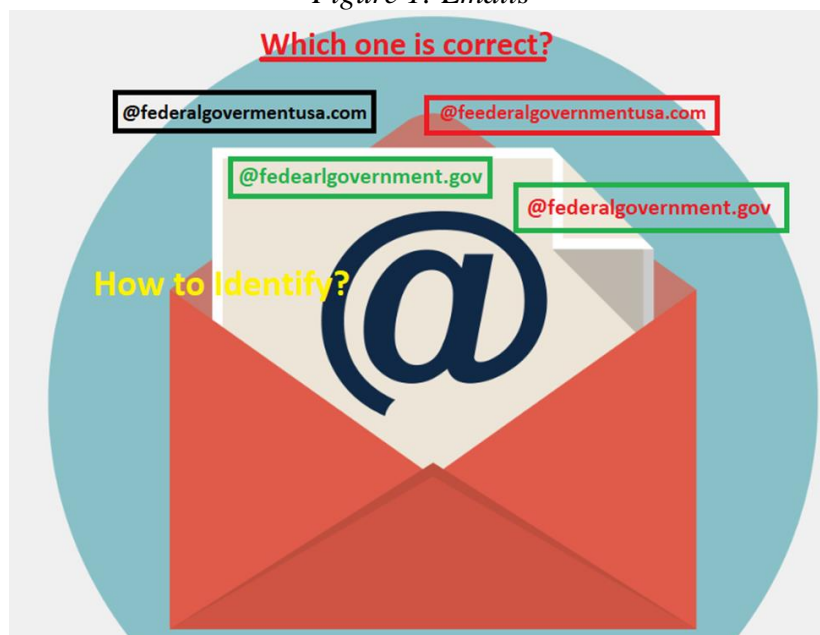 Figure 1: Emails
Which one is correct?
@federalgovermentusa.com
@feederalgovernmentusa.com
@fedearlgovernment.gov
@federalgovernment.gov
How to Identify?
@